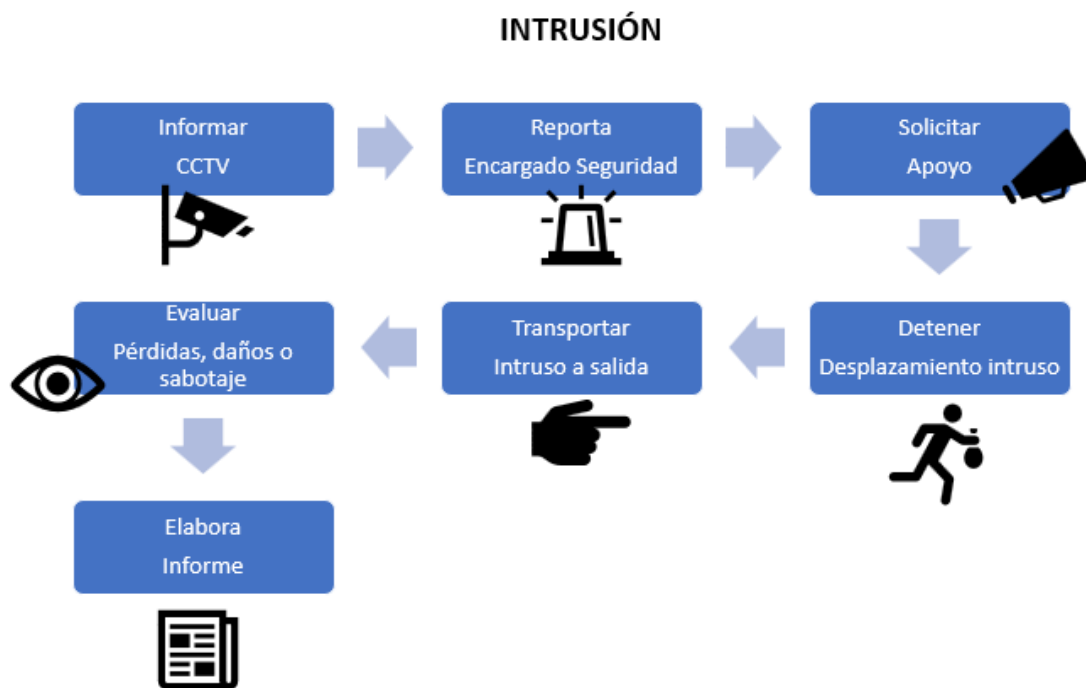 INTRUSIÓN
Informar
CCTV
Reporta
Encargado Seguridad
Solicitar
Apoyo
Detener
Desplazamiento intruso
Transportar
Intruso a salida
Evaluar
Pérdidas, daños o
sabotaje
Elabora
Informe